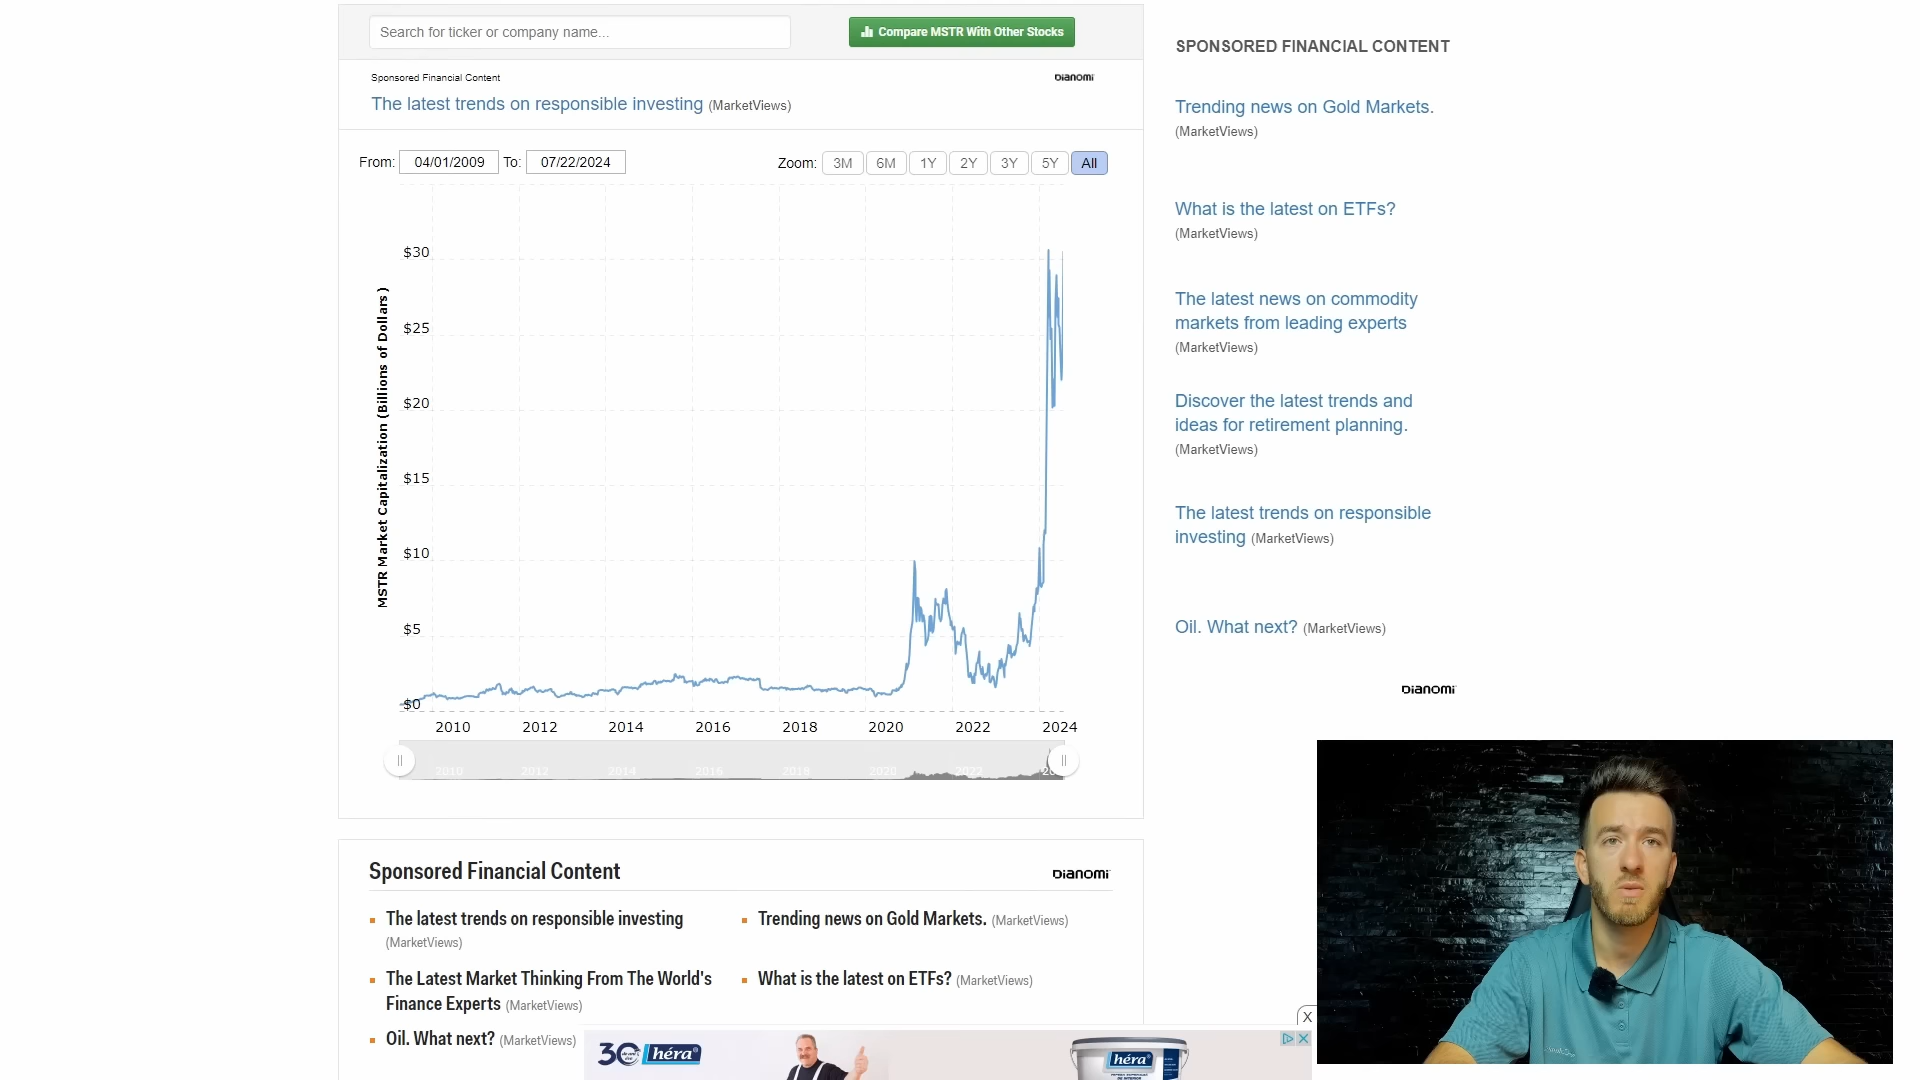 Search for ticker or company name...
Compare MSTR With Other Stocks
Sponsored Financial Content
Dianomi
The latest trends on responsible investing (MarketViews)
From: 04/01/2009 To: 07/22/2024
Zoom: 3M 6M 1Y 2Y 3Y 5Y All
MSTR Market Capitalization (Billions of Dollars )
$30
$25
$20
$15
$10
$5
$0
2010 2012 2014 2016 2018 2020 2022 2024
2010 2012 2014 2016 2018 2020 2022
Sponsored Financial Content
Dianomi
The latest trends on responsible investing
(MarketViews)
Trending news on Gold Markets. (MarketViews)
The Latest Market Thinking From The World's
Finance Experts (MarketViews)
What is the latest on ETFs? (MarketViews)
Oil. What next? (MarketViews)
SPONSORED FINANCIAL CONTENT
Trending news on Gold Markets.
(MarketViews)
What is the latest on ETFs?
(MarketViews)
The latest news on commodity
markets from leading experts
(MarketViews)
Discover the latest trends and
ideas for retirement planning.
(MarketViews)
The latest trends on responsible
investing (MarketViews)
Oil. What next? (MarketViews)
Dianomi
X
30 héra
héra